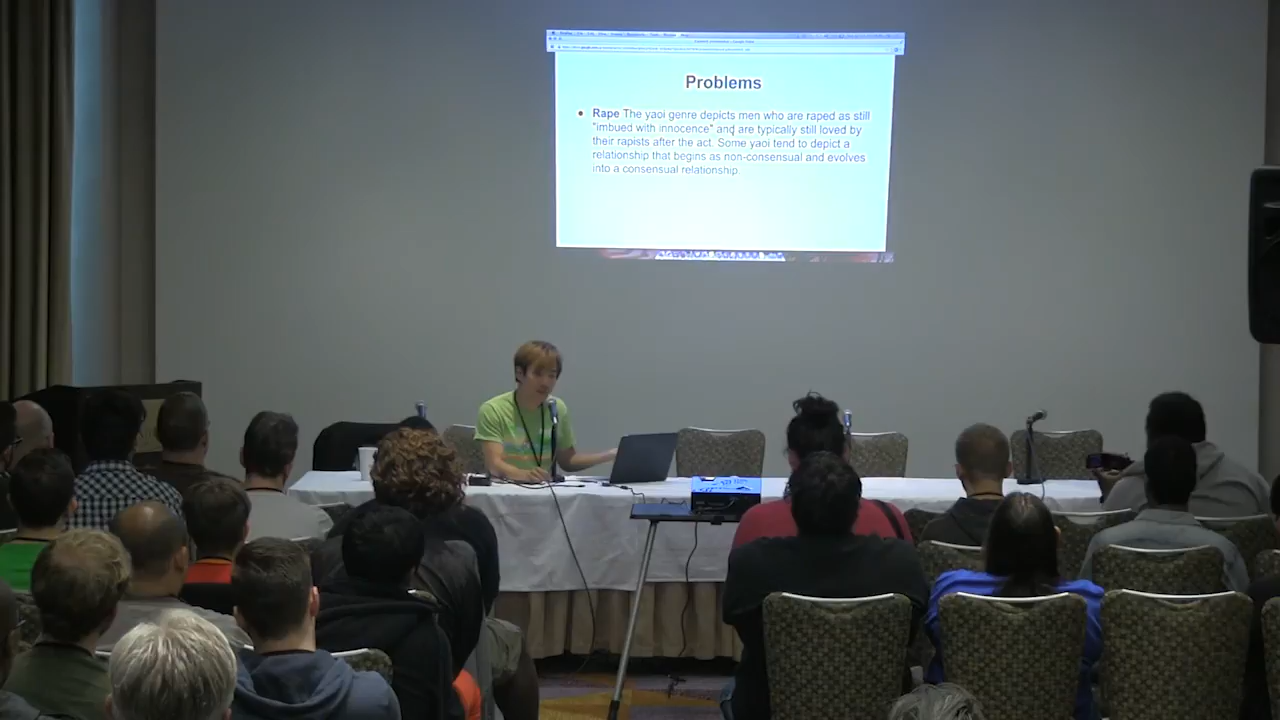 Problems
• Rape The yaoi genre depicts men who are raped as still
"imbued with innocence" and are typically still loved by
their rapists after the act. Some yaoi tend to depict a
relationship that begins as non-consensual and evolves
into a consensual relationship.